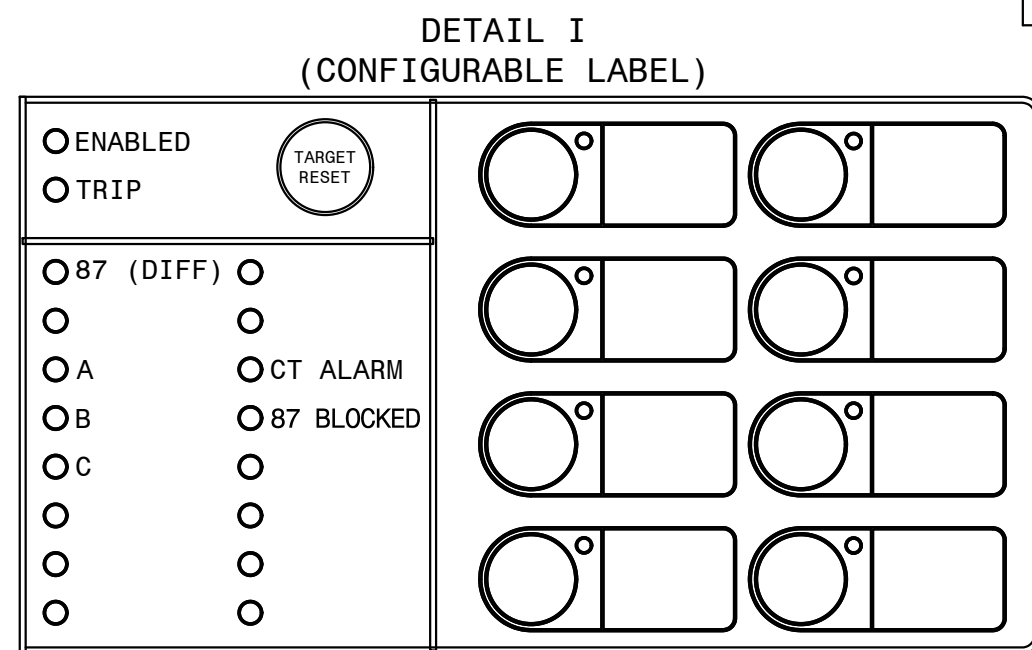 DETAIL I
(CONFIGURABLE LABEL)
ENABLED
TRIP
TARGET
RESET
87 (DIFF)
A
CT ALARM
B
87 BLOCKED
C